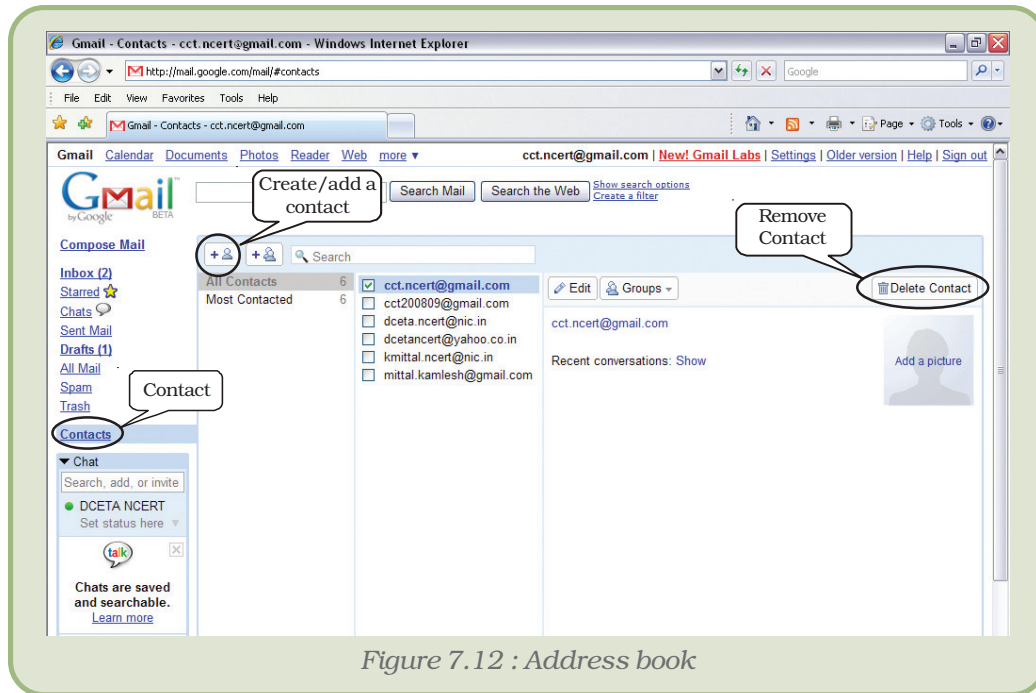 Gmail - Contacts - cct.ncert@gmail.com - Windows Internet Explorer
http://mail.google.com/mail/#contacts
Google
File Edit View Favorites Tools Help
Gmail - Contacts - cct.ncert@gmail.com
Page Tools
Gmail Calendar Documents Photos Reader Web more ▼ cct.ncert@gmail.com | New! Gmail Labs | Settings | Older version | Help | Sign out
Gmail™
by Google BETA
Create/add a
contact
Search Mail Search the Web Show search options
Create a filter
Remove
Contact
Compose Mail
Search
Inbox (2)
Starred
Chats
Sent Mail
Drafts (1)
All Mail
Spam
Trash
Contact
Contacts
All Contacts 6
Most Contacted 6
cct.ncert@gmail.com
cct200809@gmail.com
dceta.ncert@nic.in
dcetancert@yahoo.co.in
kmittal.ncert@nic.in
mittal.kamlesh@gmail.com
Edit Groups Delete Contact
cct.ncert@gmail.com
Recent conversations: Show
Add a picture
▼ Chat
Search, add, or invite
DCETA NCERT
Set status here
talk
Chats are saved
and searchable.
Learn more
Figure 7.12 : Address book